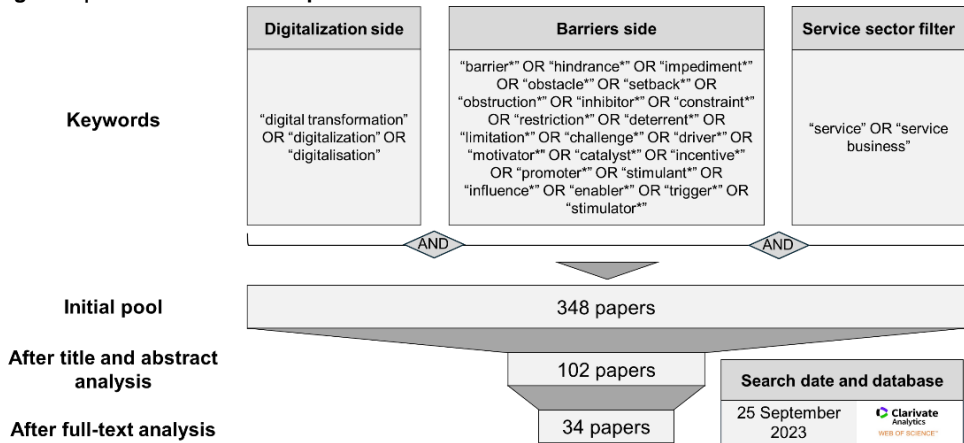 Digitalization side
Barriers side
Service sector filter
Keywords
“digital transformation”
OR “digitalization” OR
“digitalisation”
“barrier*” OR “hindrance*” OR “impediment*”
OR “obstacle*” OR “setback*” OR
“obstruction*” OR “inhibitor*” OR “constraint*”
OR “restriction*” OR “deterrent*” OR
“limitation*” OR “challenge*” OR “driver*” OR
“motivator*” OR “catalyst*” OR “incentive*”
OR “promoter*” OR “stimulant*” OR
“influence*” OR “enabler*” OR “trigger*” OR
“stimulator*”
“service” OR “service
business”
AND
AND
Initial pool
348 papers
After title and abstract
analysis
102 papers
After full-text analysis
34 papers
Search date and database
25 September
2023
Clarivate
Analytics
WEB OF SCIENCE™